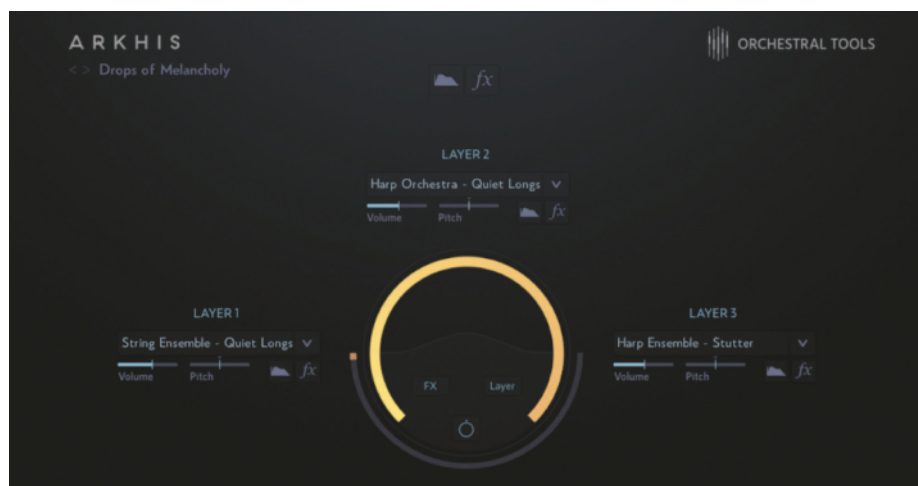 ARKHIS
ORCHESTRAL TOOLS
< > Drops of Melancholy
fx
LAYER 2
Harp Orchestra - Quiet Longs
Volume Pitch fx
LAYER 1
String Ensemble - Quiet Longs
Volume Pitch fx
LAYER 3
Harp Ensemble - Stutter
Volume Pitch fx
FX Layer